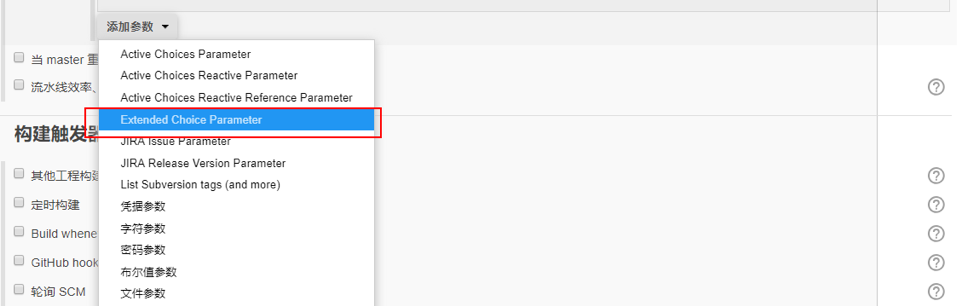 添加参数
Active Choices Parameter
当 master 重
Active Choices Reactive Parameter
流水线效率、
Active Choices Reactive Reference Parameter
Extended Choice Parameter
构建触发器
JIRA Issue Parameter
JIRA Release Version Parameter
其他工程构建
List Subversion tags (and more)
定时构建
凭据参数
字符参数
Build whene
密码参数
GitHub hook
布尔值参数
轮询 SCM
文件参数